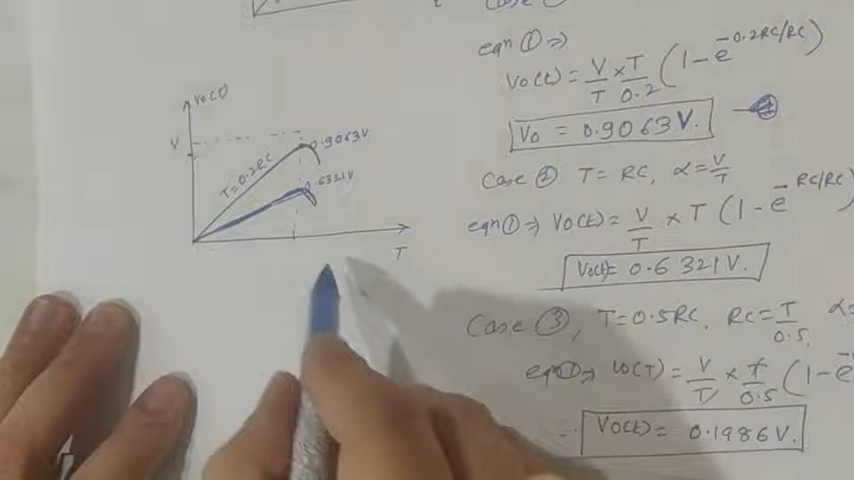 Case
eqn ① ⇒
Vo(t) = V/T × T/0.2 (1 - e^-0.2RC/RC)
Vo = 0.9063V.
Case ② T = RC, α = V/T
eqn ① ⇒ Vo(t) = V/T × T (1 - e^-RC/RC)
Vo(t) = 0.6321V.
Case ③, T = 0.5RC, RC = T/0.5, α =
eqn ① ⇒ Vo(T) = V/T × T/0.5 (1 - e^-
= Vo(t) = 0.1986V.
Vo(t)
V
0.9063V
T=0.2RC
0.6321V
T